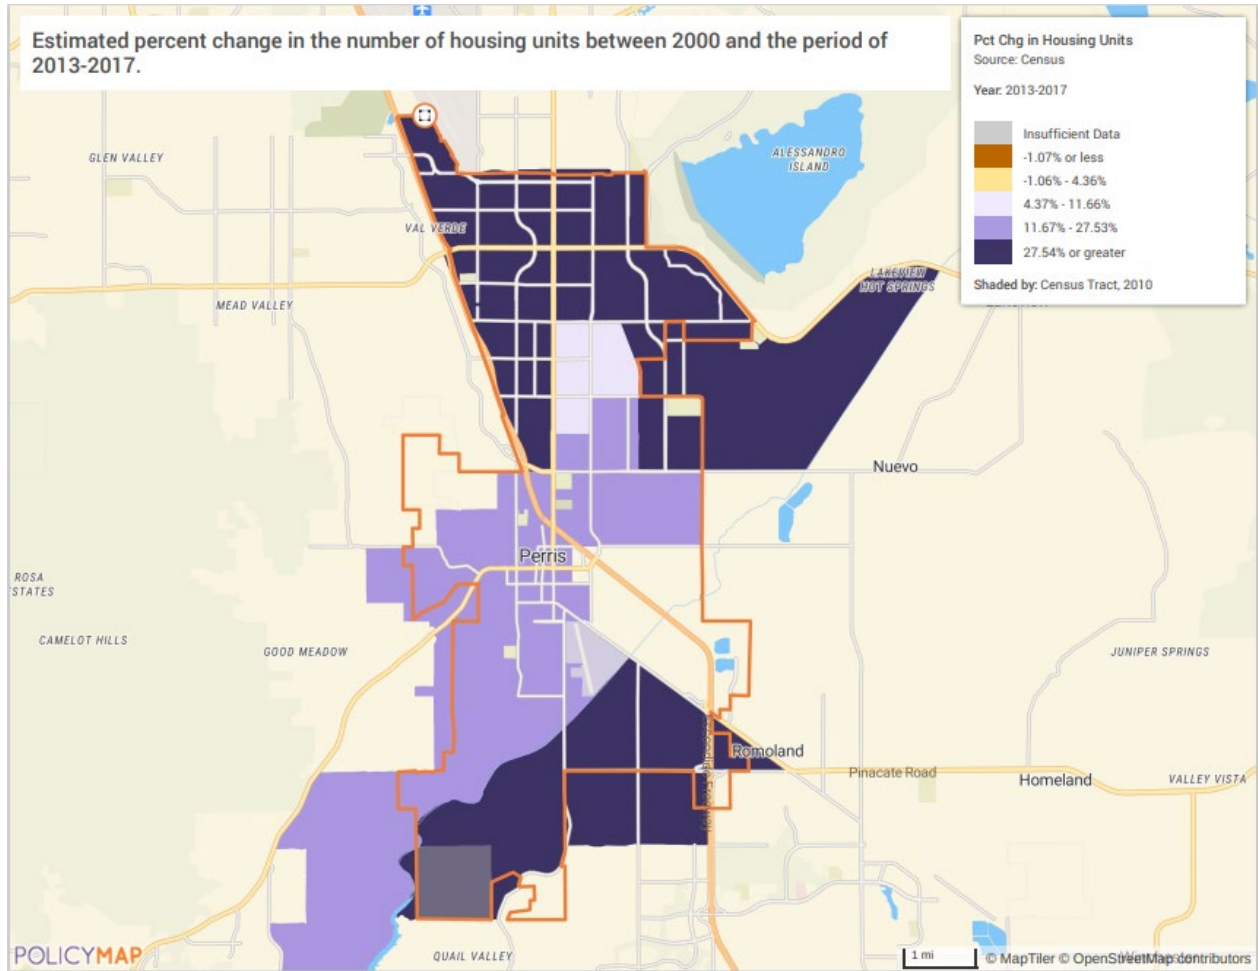 Estimated percent change in the number of housing units between 2000 and the period of
2013-2017.
Pct Chg in Housing Units
Source: Census
Year: 2013-2017
Insufficient Data
-1.07% or less
-1.06% - 4.36%
4.37% - 11.66%
11.67% - 27.53%
27.54% or greater
Shaded by: Census Tract, 2010
GLEN VALLEY
ALESSANDRO
ISLAND
VAL VERDE
LAKEVIEW
HOT SPRINGS
MEAD VALLEY
Nuevo
Perris
ROSA
STATES
CAMELOT HILLS
GOOD MEADOW
JUNIPER SPRINGS
Romoland
Pinacate Road
Homeland
VALLEY VISTA
QUAIL VALLEY
POLICYMAP
1 mi
© MapTiler © OpenStreetMap contributors